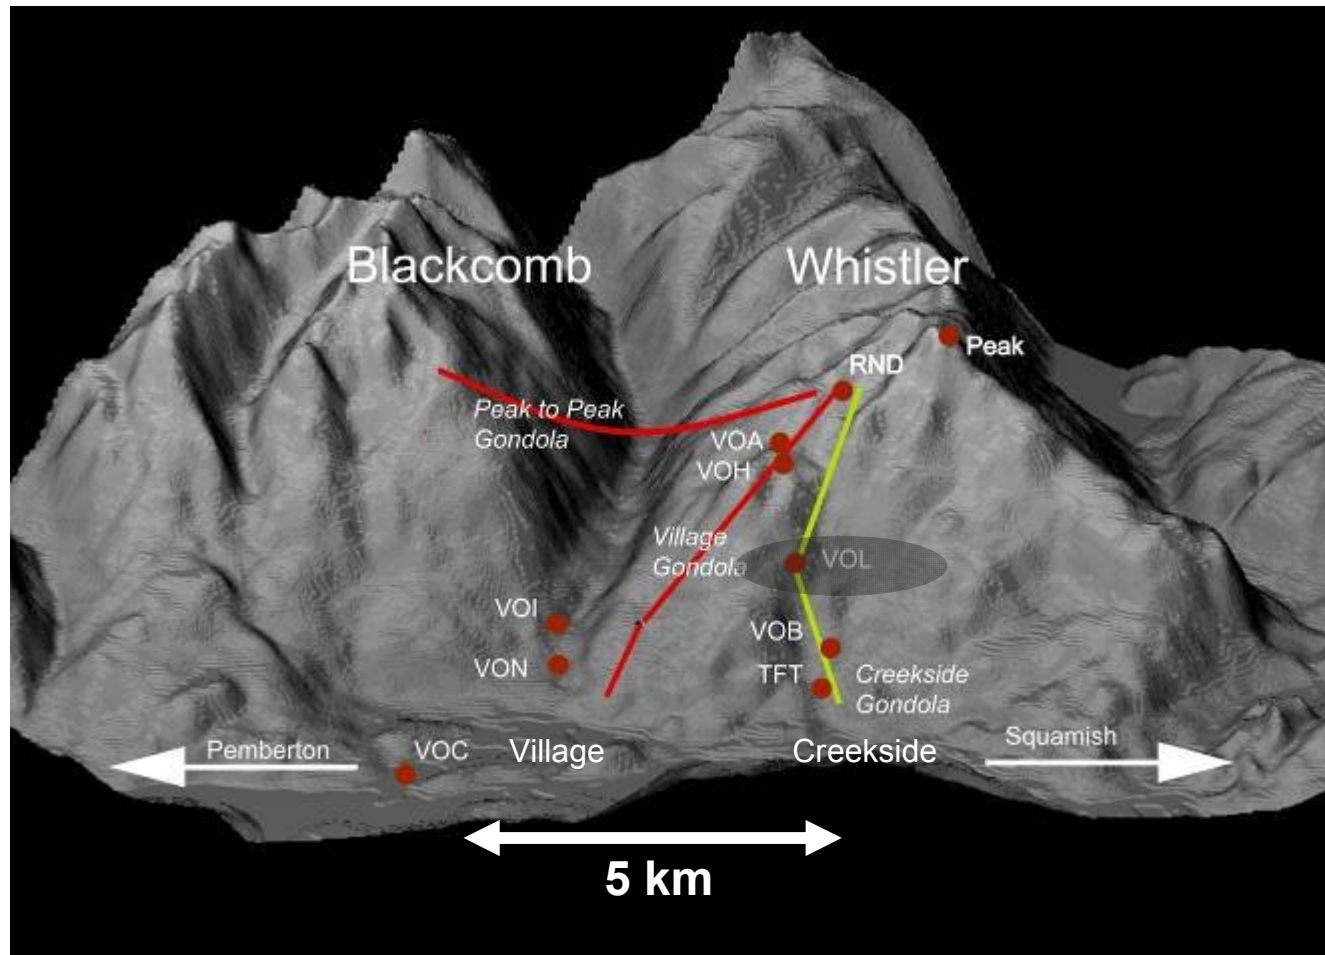 Blackcomb
Whistler
Peak
RND
Peak to Peak
Gondola
VOA
VOH
Village
Gondola
VOL
VOI
VOB
VON
TFT
Creekside
Gondola
Pemberton
VOC
Village
Creekside
Squamish
5 km